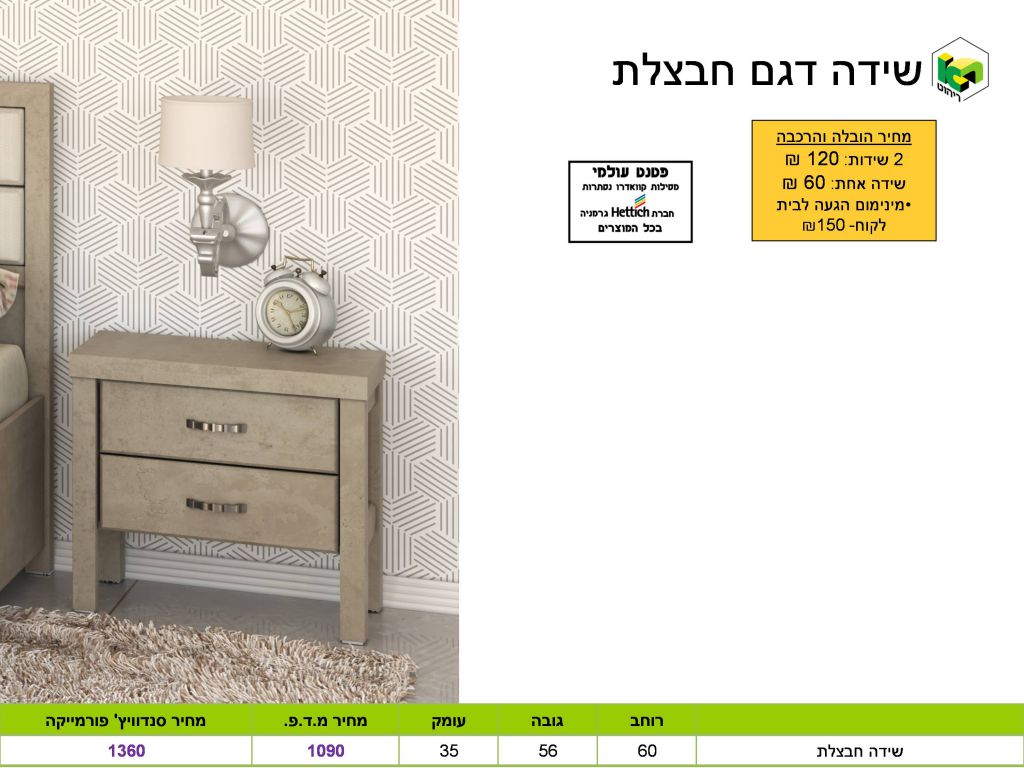 שידה דגם חבצלת
ריהוט
מחיר הובלה והרכבה
2 שידות: 120 ₪
שידה אחת: 60 ₪
•מינימום הגעה לבית
לקוח- 150₪
פטנט עולמי
מסילות קוואדרו נסתרות
חברת Hettich גרמניה
בכל המוצרים
רוחב גובה עומק מחיר מ.ד.פ. מחיר סנדוויץ' פורמייקה
שידה חבצלת 60 56 35 1090 1360